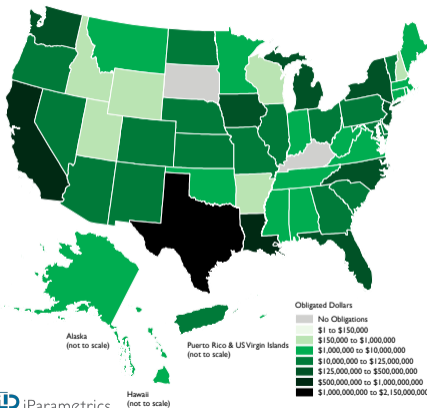 Alaska
(not to scale)
Puerto Rico & US Virgin Islands
(not to scale)
Hawaii
(not to scale)
iParametrics
Obligated Dollars
No Obligations
$1 to $150,000
$150,000 to $1,000,000
$1,000,000 to $10,000,000
$10,000,000 to $125,000,000
$125,000,000 to $500,000,000
$500,000,000 to $1,000,000,000
$1,000,000,000 to $2,150,000,000